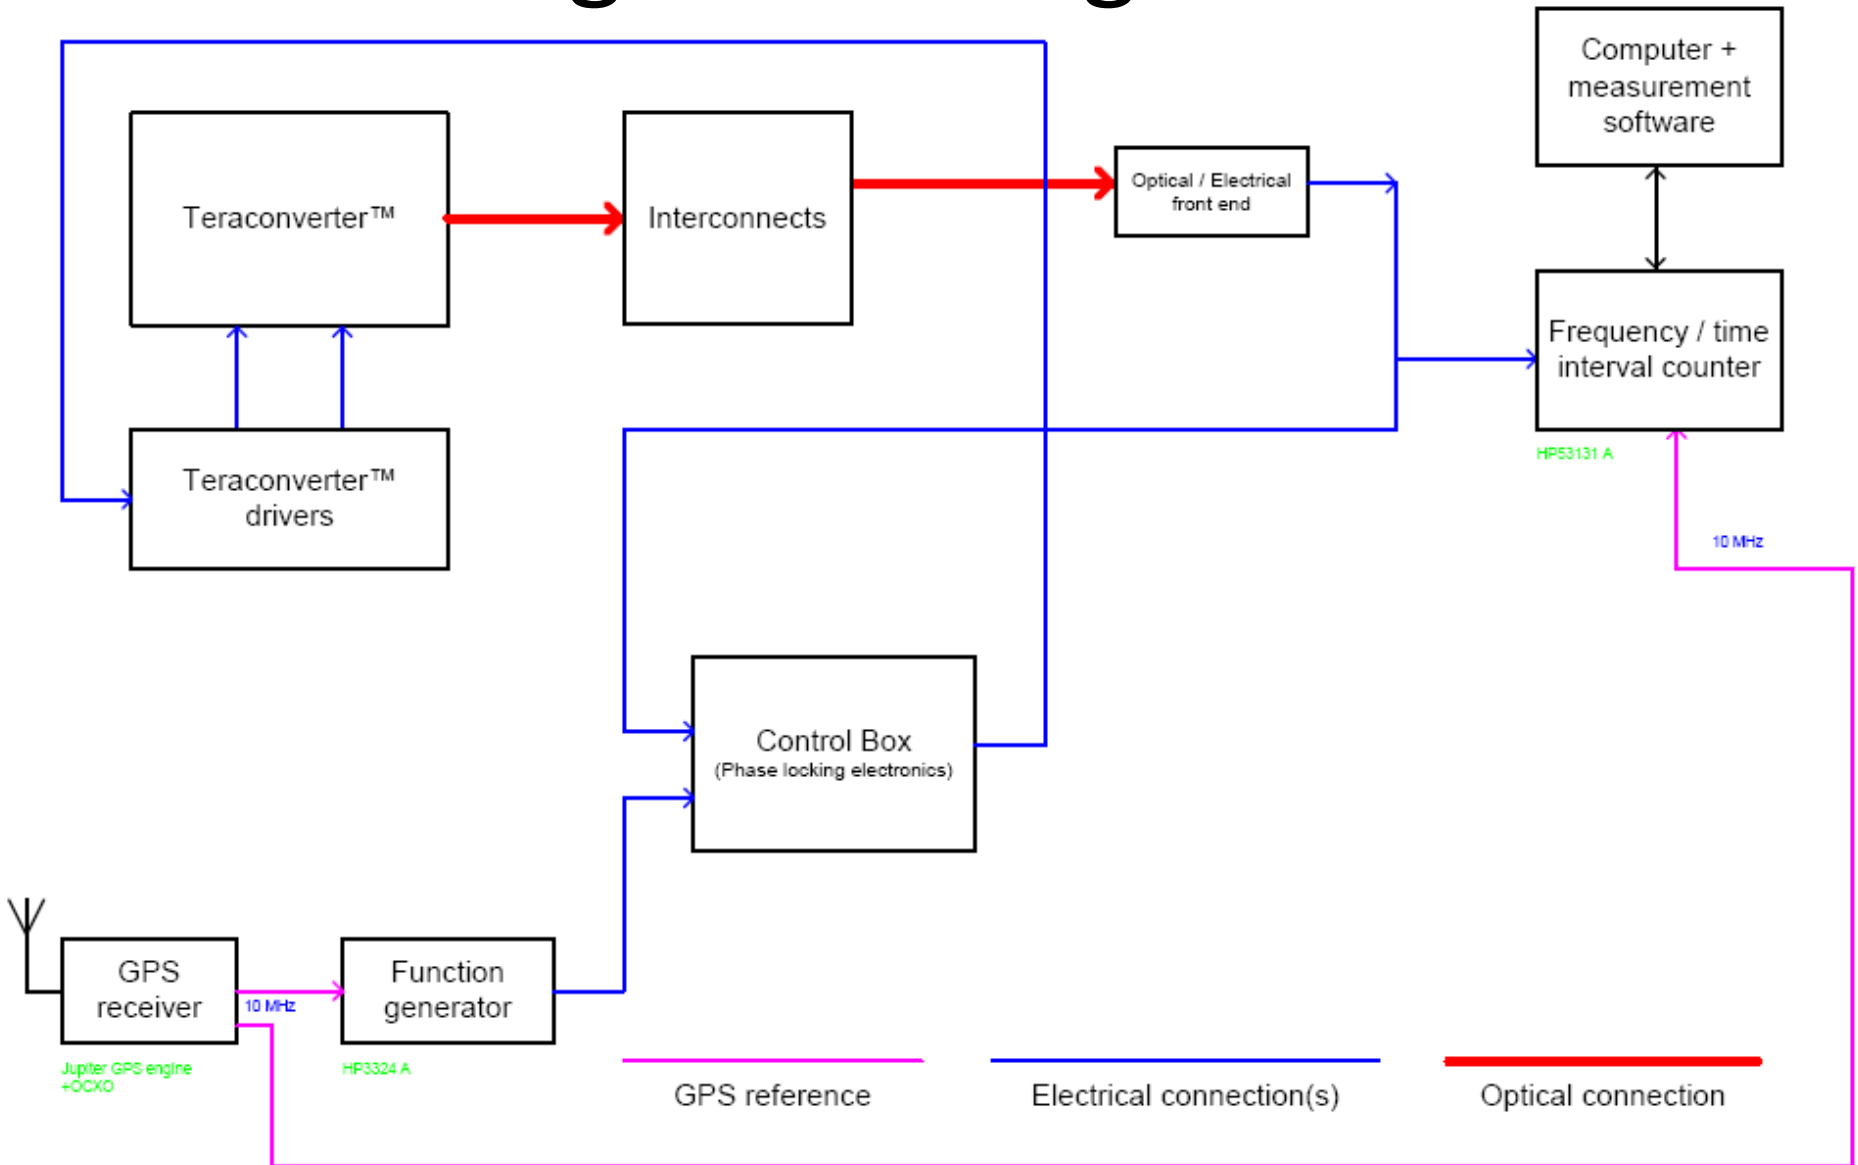 Computer +
measurement
software
Teraconverter™
Interconnects
Optical / Electrical
front end
Frequency / time
interval counter
HP53131 A
Teraconverter™
drivers
10 MHz
Control Box
(Phase locking electronics)
GPS
receiver
10 MHz
Function
generator
Jupiter GPS engine
+OCXO
HP3324 A
GPS reference
Electrical connection(s)
Optical connection